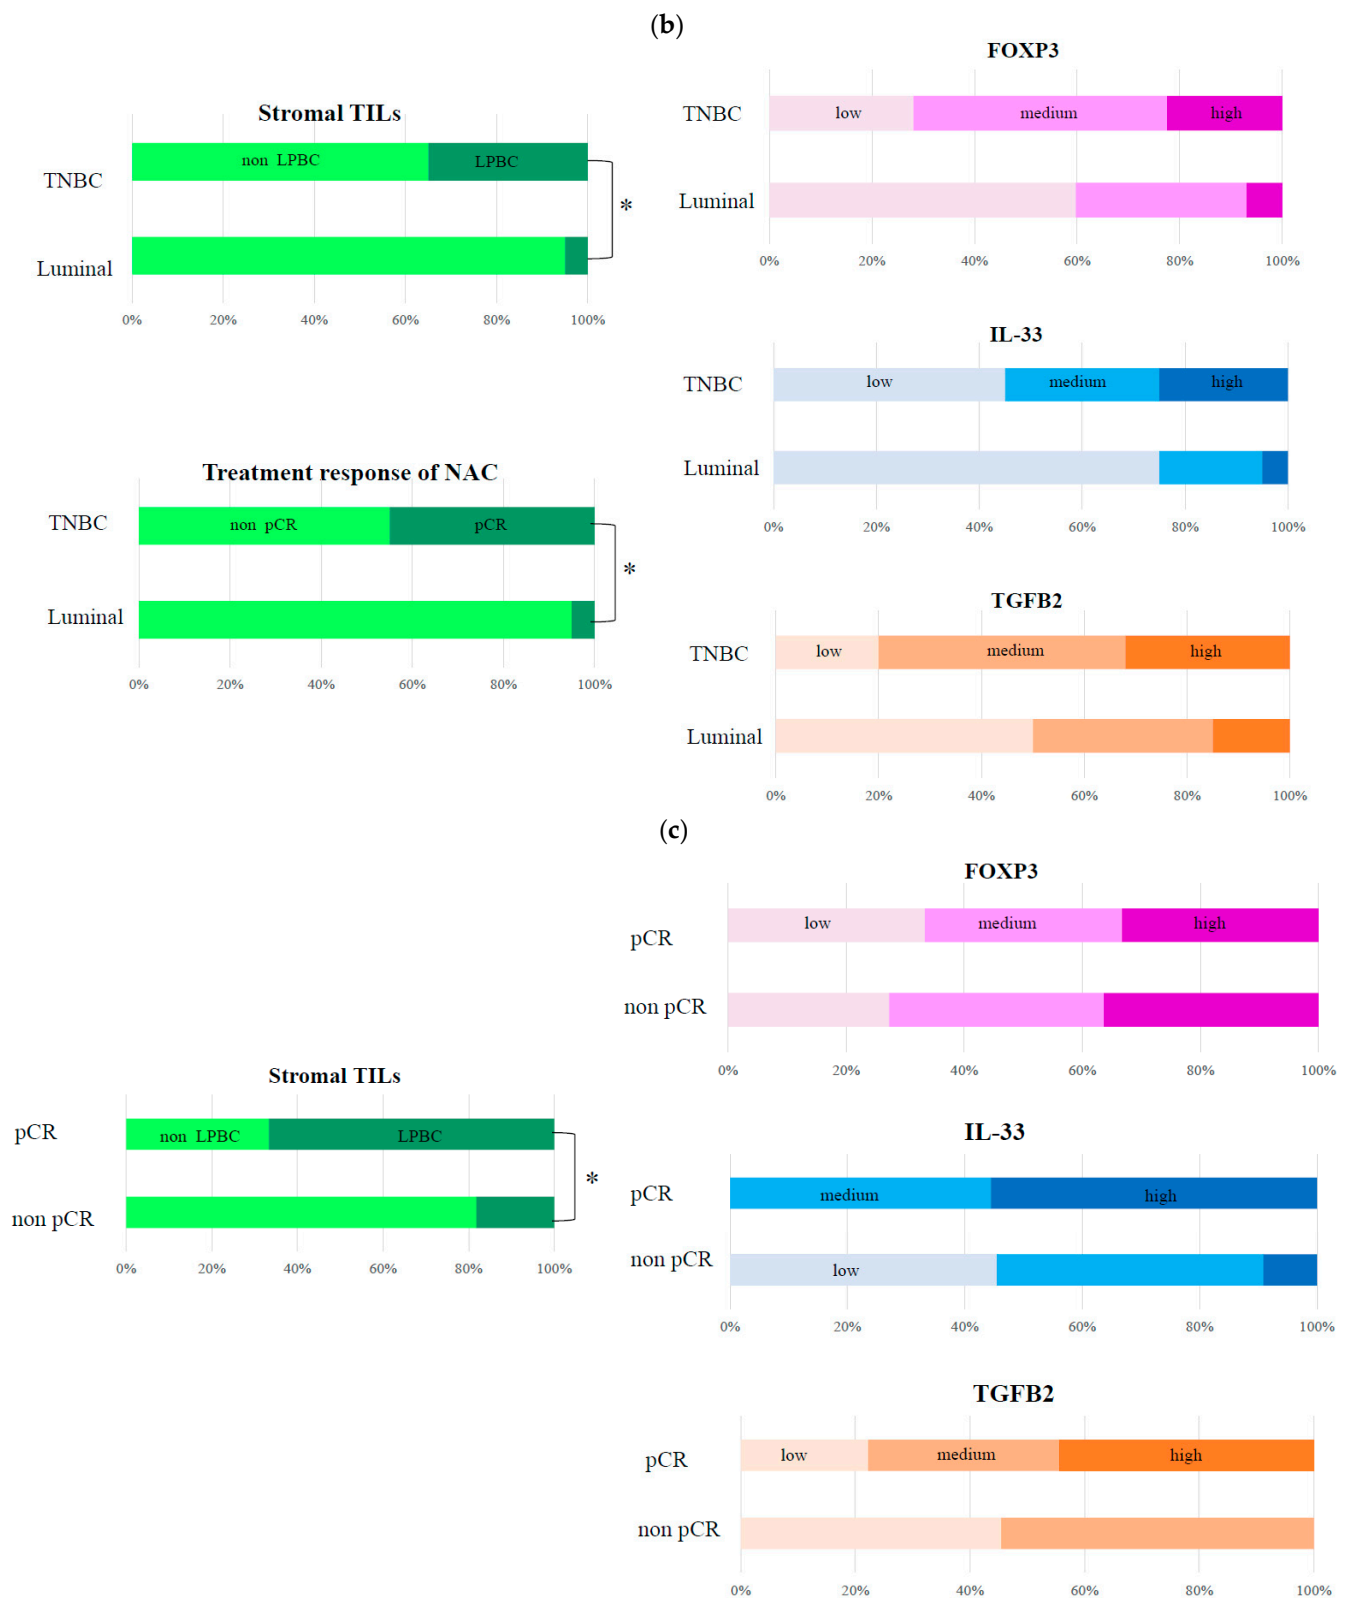 (b)
Stromal TILs
TNBC
non LPBC
LPBC
*
Luminal
0% 20% 40% 60% 80% 100%
Treatment response of NAC
TNBC
non pCR
pCR
*
Luminal
0% 20% 40% 60% 80% 100%
FOXP3
TNBC
low
medium
high
Luminal
0% 20% 40% 60% 80% 100%
IL-33
TNBC
low
medium
high
Luminal
0% 20% 40% 60% 80% 100%
TGFB2
TNBC
low
medium
high
Luminal
0% 20% 40% 60% 80% 100%
(c)
Stromal TILs
pCR
non LPBC
LPBC
*
non pCR
0% 20% 40% 60% 80% 100%
FOXP3
pCR
low
medium
high
non pCR
0% 20% 40% 60% 80% 100%
IL-33
pCR
medium
high
non pCR
low
0% 20% 40% 60% 80% 100%
TGFB2
pCR
low
medium
high
non pCR
0% 20% 40% 60% 80% 100%